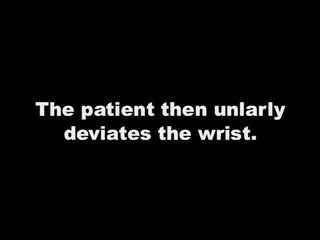 The patient then unlarly
deviates the wrist.